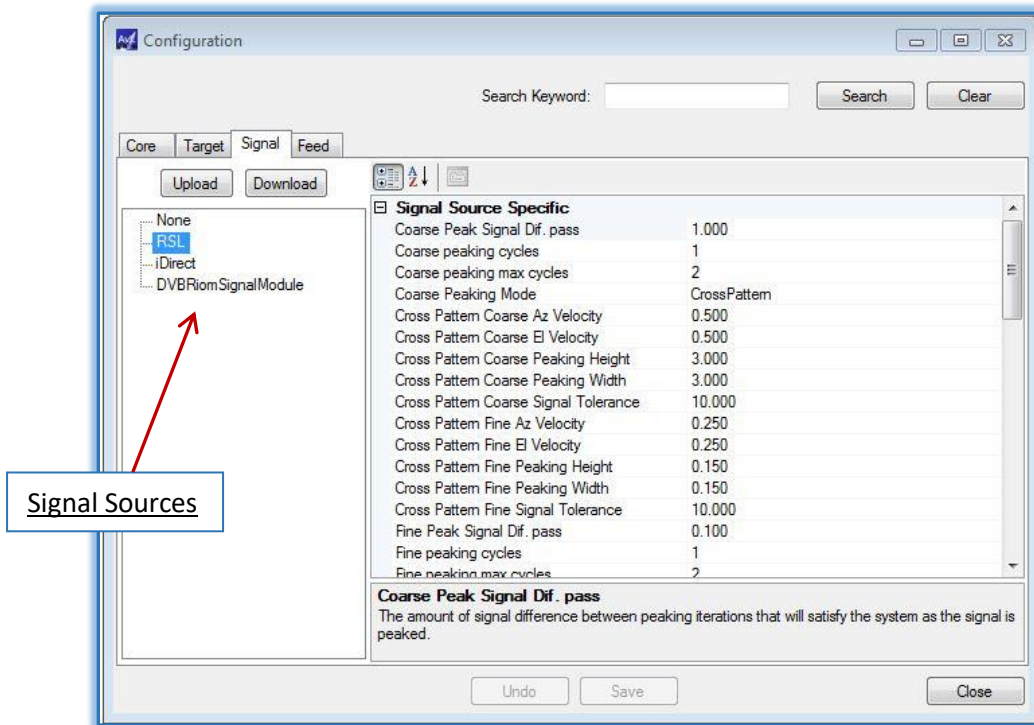 Configuration
Search Keyword: Search Clear
Core Target Signal Feed
Upload Download
None
RSL
iDirect
DVBRiomSignalModule
Signal Sources
Signal Source Specific
Coarse Peak Signal Dif. pass 1.000
Coarse peaking cycles 1
Coarse peaking max cycles 2
Coarse Peaking Mode CrossPattern
Cross Pattern Coarse Az Velocity 0.500
Cross Pattern Coarse El Velocity 0.500
Cross Pattern Coarse Peaking Height 3.000
Cross Pattern Coarse Peaking Width 3.000
Cross Pattern Coarse Signal Tolerance 10.000
Cross Pattern Fine Az Velocity 0.250
Cross Pattern Fine El Velocity 0.250
Cross Pattern Fine Peaking Height 0.150
Cross Pattern Fine Peaking Width 0.150
Cross Pattern Fine Signal Tolerance 10.000
Fine Peak Signal Dif. pass 0.100
Fine peaking cycles 1
Fine peaking max cycles 2
Coarse Peak Signal Dif. pass
The amount of signal difference between peaking iterations that will satisfy the system as the signal is
peaked.
Undo Save Close